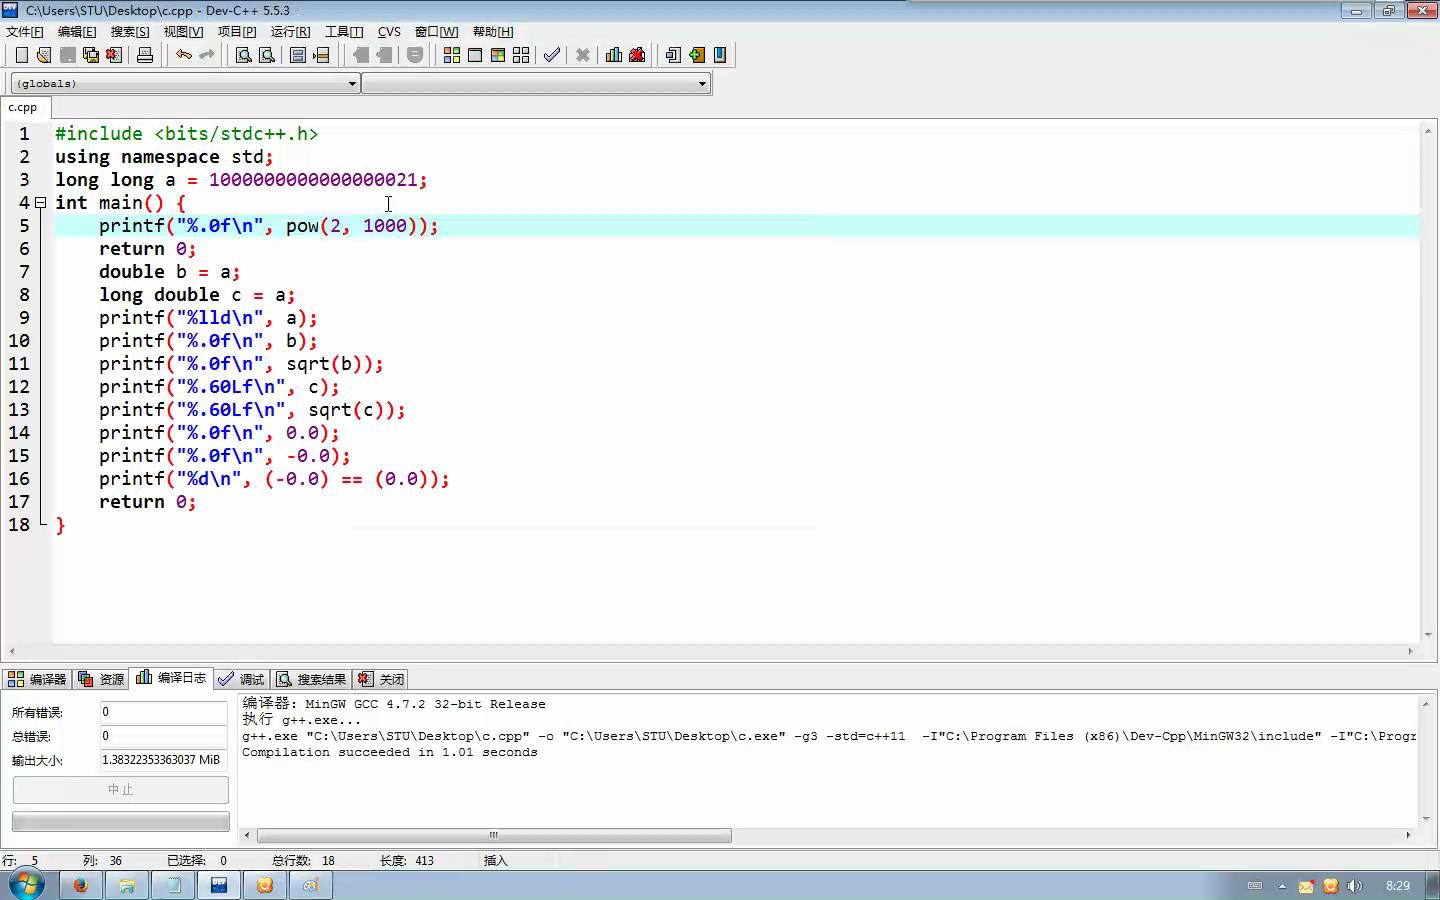 C:\Users\STU\Desktop\c.cpp - Dev-C++ 5.5.3
文件[F] 编辑[E] 搜索[S] 视图[V] 项目[P] 运行[R] 工具[T] CVS 窗口[W] 帮助[H]
(globals)
c.cpp
1 #include <bits/stdc++.h>
2 using namespace std;
3 long long a = 1000000000000000021;
4 int main() {
5 printf("%.0f\n", pow(2, 1000));
6 return 0;
7 double b = a;
8 long double c = a;
9 printf("%lld\n", a);
10 printf("%.0f\n", b);
11 printf("%.0f\n", sqrt(b));
12 printf("%.60Lf\n", c);
13 printf("%.60Lf\n", sqrt(c));
14 printf("%.0f\n", 0.0);
15 printf("%.0f\n", -0.0);
16 printf("%d\n", (-0.0) == (0.0));
17 return 0;
18 }
编译器 资源 编译日志 调试 搜索结果 关闭
所有错误: 0
总错误: 0
输出大小: 1.38322353363037 MiB
中止
编译器: MinGW GCC 4.7.2 32-bit Release
执行 g++.exe...
g++.exe "C:\Users\STU\Desktop\c.cpp" -o "C:\Users\STU\Desktop\c.exe" -g3 -std=c++11 -I"C:\Program Files (x86)\Dev-Cpp\MinGW32\include" -I"C:\Progr
Compilation succeeded in 1.01 seconds
行: 5 列: 36 已选择: 0 总行数: 18 长度: 413 插入
8:29